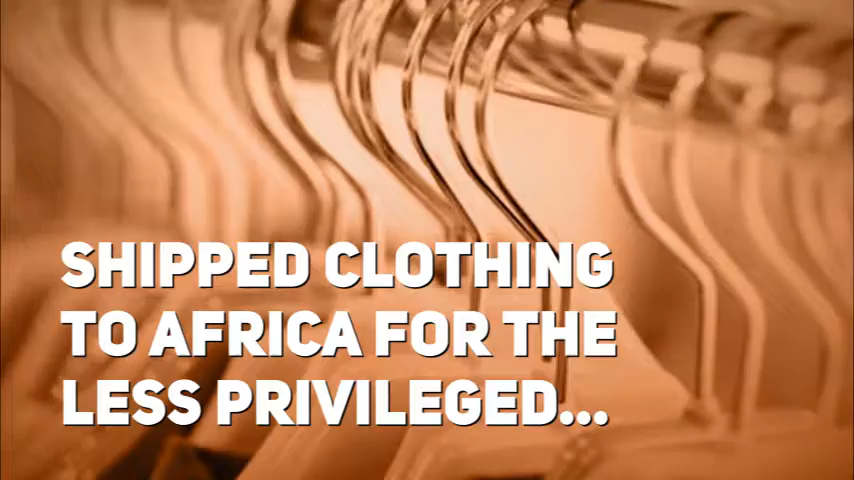 SHIPPED CLOTHING
TO AFRICA FOR THE
LESS PRIVILEGED...